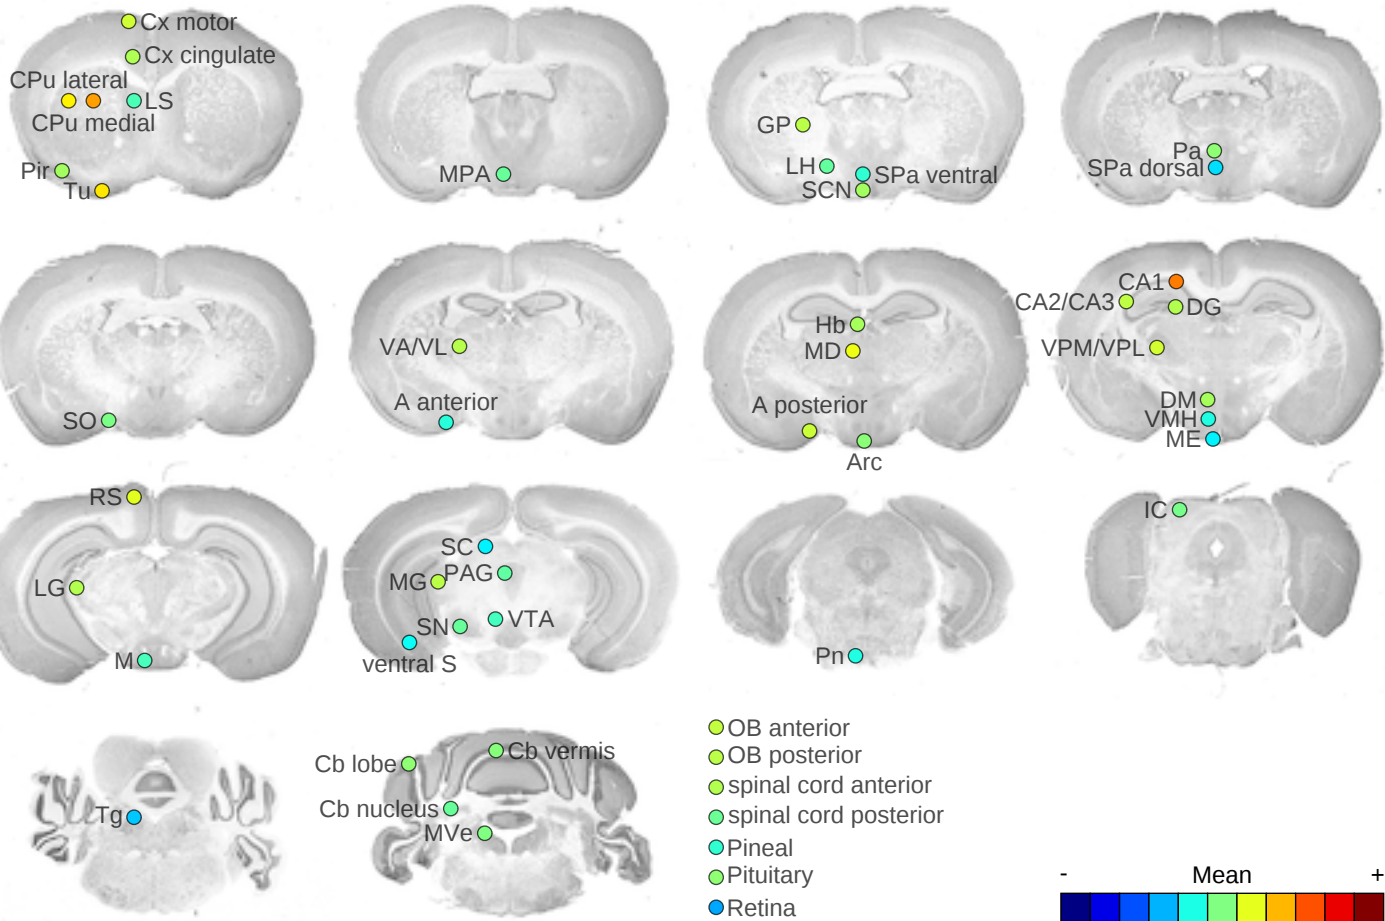 Cx motor
Cx cingulate
CPu lateral
LS
CPu medial
Pir
Tu
MPA
GP
LH
SPa ventral
SCN
Pa
SPa dorsal
SO
VA/VL
A anterior
Hb
MD
A posterior
Arc
CA1
CA2/CA3
DG
VPM/VPL
DM
VMH
ME
RS
LG
M
SC
PAG
MG
SN
VTA
ventral S
Pn
IC
Tg
Cb lobe
Cb vermis
Cb nucleus
MVe
OB anterior
OB posterior
spinal cord anterior
spinal cord posterior
Pineal
Pituitary
Retina
- Mean +